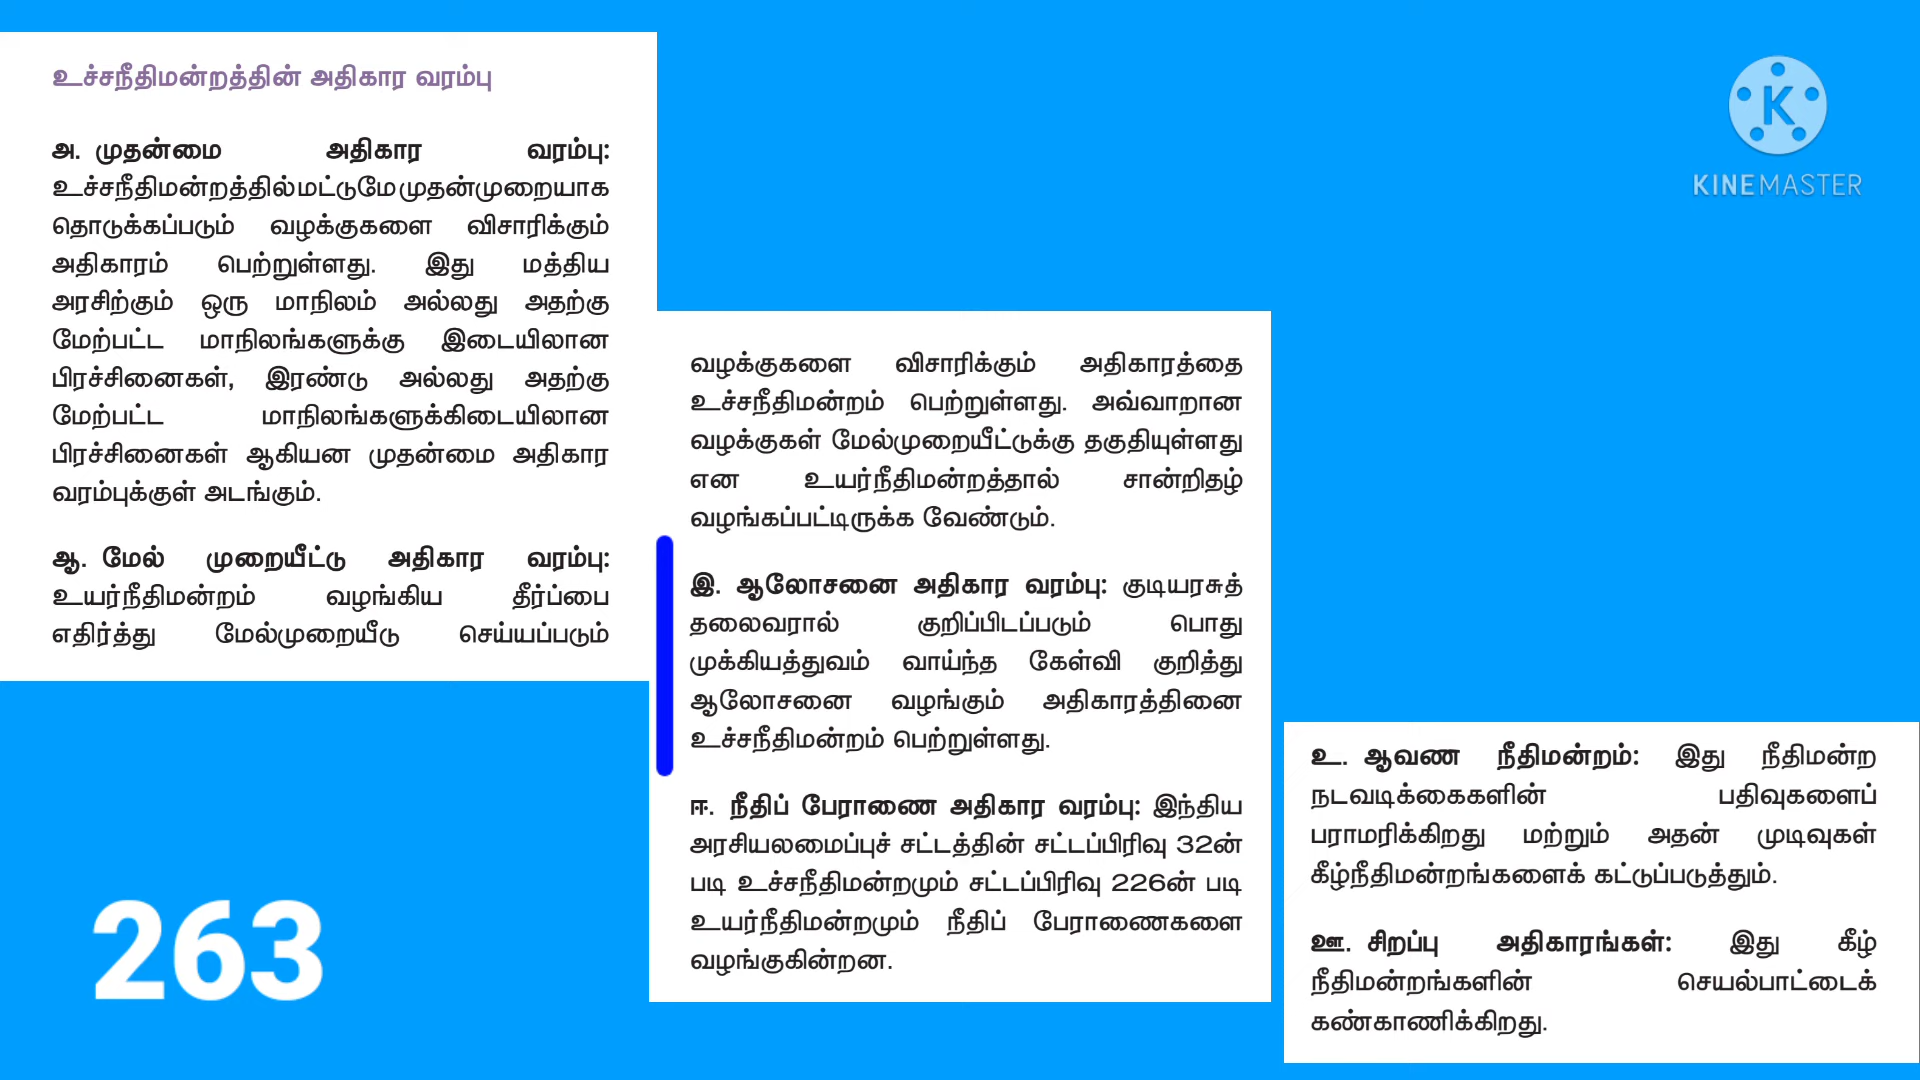 உச்சநீதிமன்றத்தின் அதிகார வரம்பு
அ. முதன்மை அதிகார வரம்பு:
உச்சநீதிமன்றத்தில் மட்டுமே முதன்முறையாக
தொடுக்கப்படும் வழக்குகளை விசாரிக்கும்
அதிகாரம் பெற்றுள்ளது. இது மத்திய
அரசிற்கும் ஒரு மாநிலம் அல்லது அதற்கு
மேற்பட்ட மாநிலங்களுக்கு இடையிலான
பிரச்சினைகள், இரண்டு அல்லது அதற்கு
மேற்பட்ட மாநிலங்களுக்கிடையிலான
பிரச்சினைகள் ஆகியன முதன்மை அதிகார
வரம்புக்குள் அடங்கும்.
ஆ. மேல் முறையீட்டு அதிகார வரம்பு:
உயர்நீதிமன்றம் வழங்கிய தீர்ப்பை
எதிர்த்து மேல்முறையீடு செய்யப்படும்
வழக்குகளை விசாரிக்கும் அதிகாரத்தை
உச்சநீதிமன்றம் பெற்றுள்ளது. அவ்வாறான
வழக்குகள் மேல்முறையீட்டுக்கு தகுதியுள்ளது
என உயர்நீதிமன்றத்தால் சான்றிதழ்
வழங்கப்பட்டிருக்க வேண்டும்.
இ. ஆலோசனை அதிகார வரம்பு: குடியரசுத்
தலைவரால் குறிப்பிடப்படும் பொது
முக்கியத்துவம் வாய்ந்த கேள்வி குறித்து
ஆலோசனை வழங்கும் அதிகாரத்தினை
உச்சநீதிமன்றம் பெற்றுள்ளது.
ஈ. நீதிப் பேராணை அதிகார வரம்பு: இந்திய
அரசியலமைப்புச் சட்டத்தின் சட்டப்பிரிவு 32ன்
படி உச்சநீதிமன்றமும் சட்டப்பிரிவு 226ன் படி
உயர்நீதிமன்றமும் நீதிப் பேராணைகளை
வழங்குகின்றன.
உ. ஆவண நீதிமன்றம்: இது நீதிமன்ற
நடவடிக்கைகளின் பதிவுகளைப்
பராமரிக்கிறது மற்றும் அதன் முடிவுகள்
கீழ்நீதிமன்றங்களைக் கட்டுப்படுத்தும்.
ஊ. சிறப்பு அதிகாரங்கள்: இது கீழ்
நீதிமன்றங்களின் செயல்பாட்டைக்
கண்காணிக்கிறது.
263
K
KINEMASTER